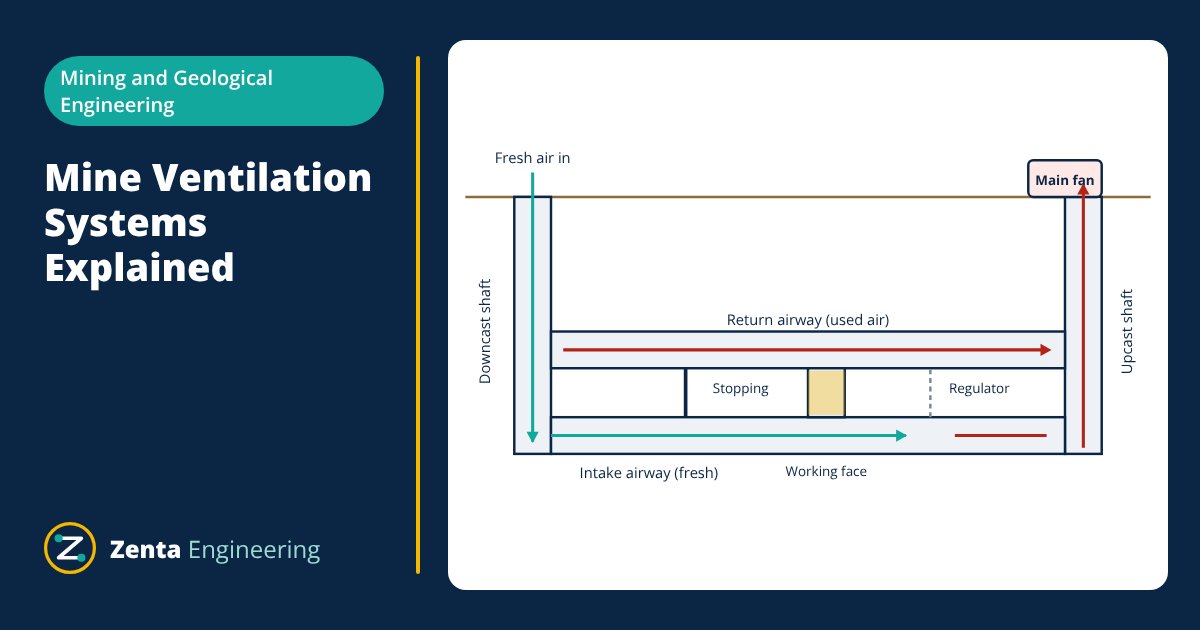 Mining and Geological
Engineering
Mine Ventilation
Systems
Explained
Zenta Engineering
Fresh air in
Main fan
Downcast shaft
Upcast shaft
Return airway (used air)
Stopping
Regulator
Intake airway (fresh)
Working face